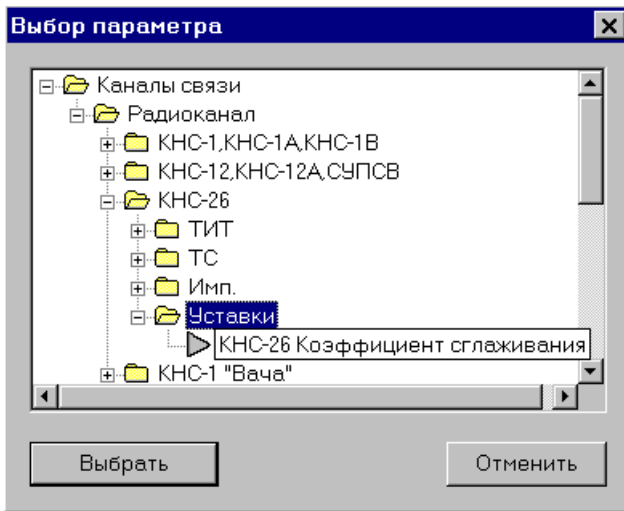 Выбор параметра
Каналы связи
Радиоканал
КНС-1,КНС-1А,КНС-1В
КНС-12,КНС-12А,СУПСВ
КНС-26
ТИТ
ТС
Имп.
Уставки
КНС-26 Коэффициент сглаживания
КНС-1 "Вача"
Выбрать
Отменить